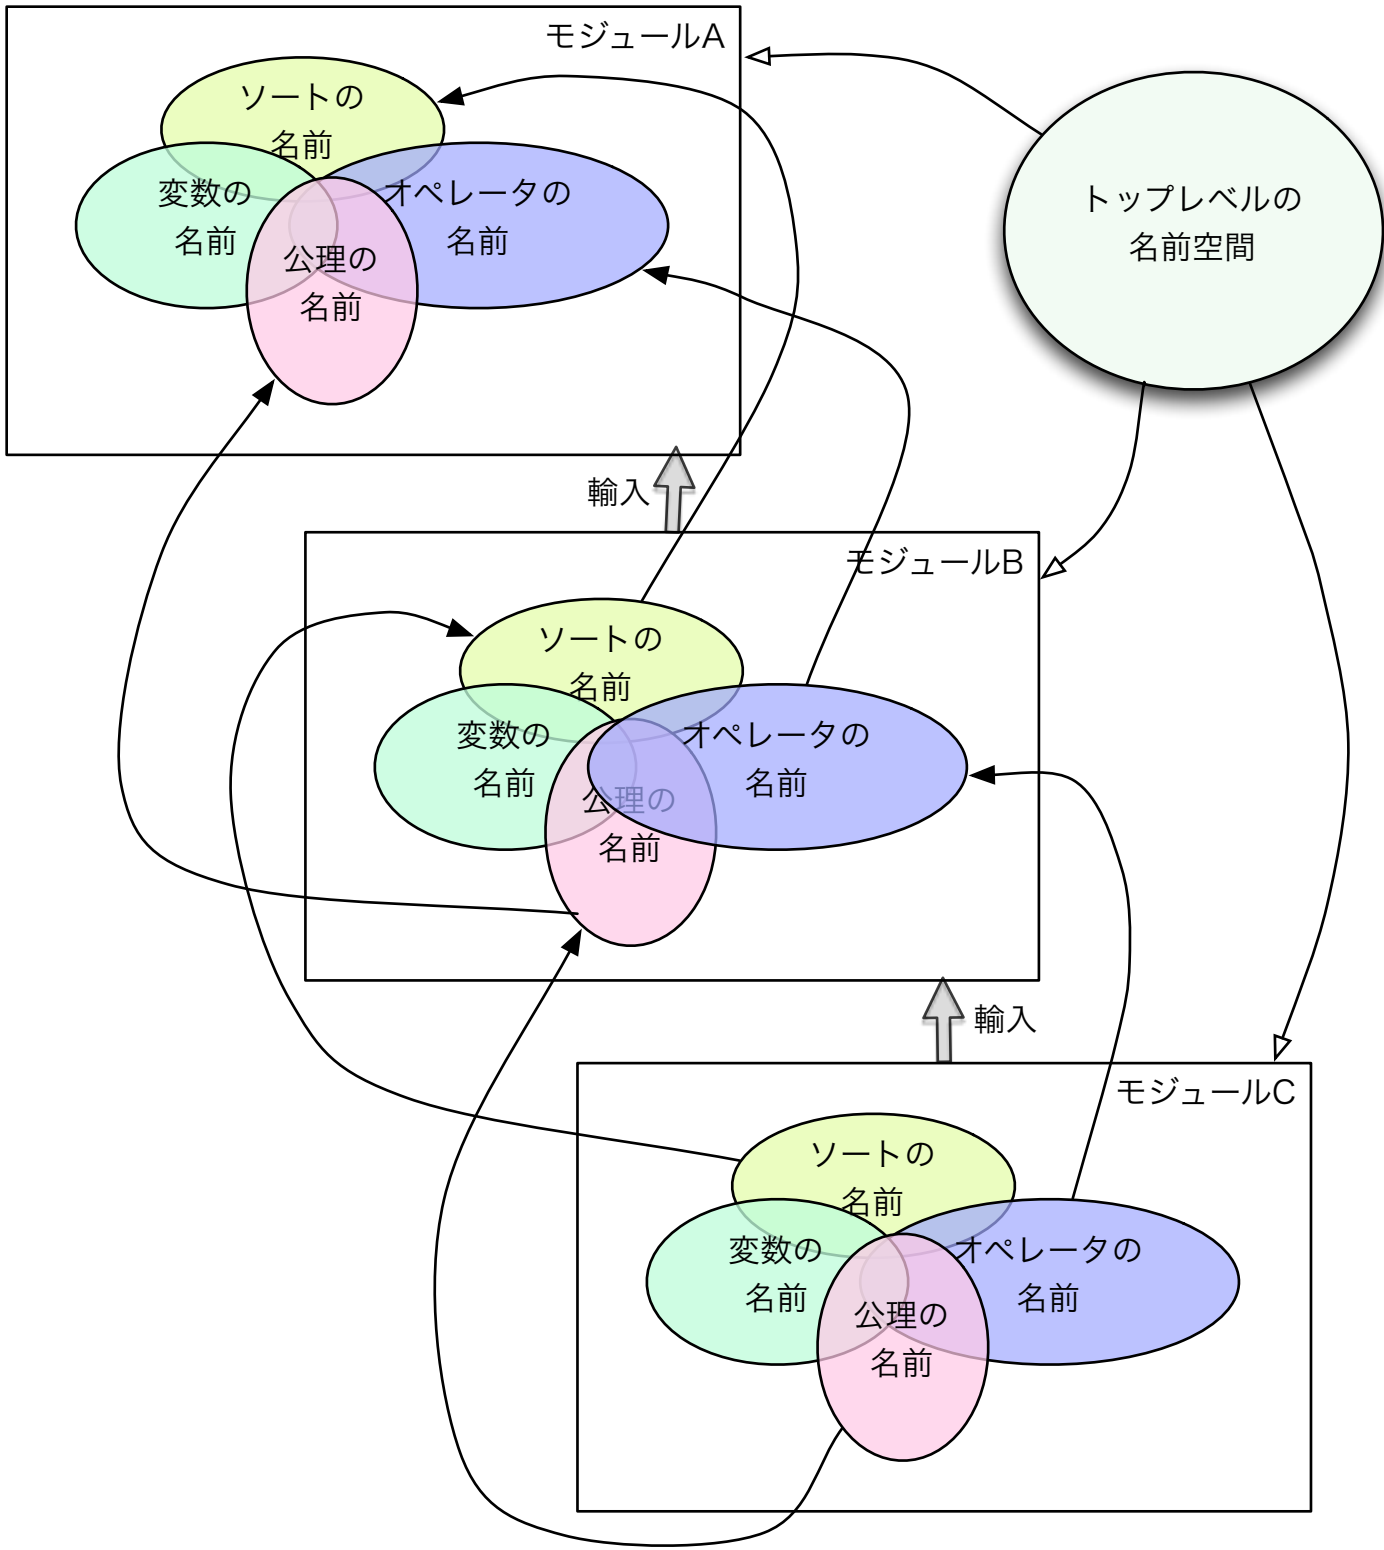 モジュールA
ソートの
名前
変数の
名前
オペレータの
名前
公理の
名前
トップレベルの
名前空間
輸入
モジュールB
ソートの
名前
変数の
名前
オペレータの
名前
公理の
名前
輸入
モジュールC
ソートの
名前
変数の
名前
オペレータの
名前
公理の
名前